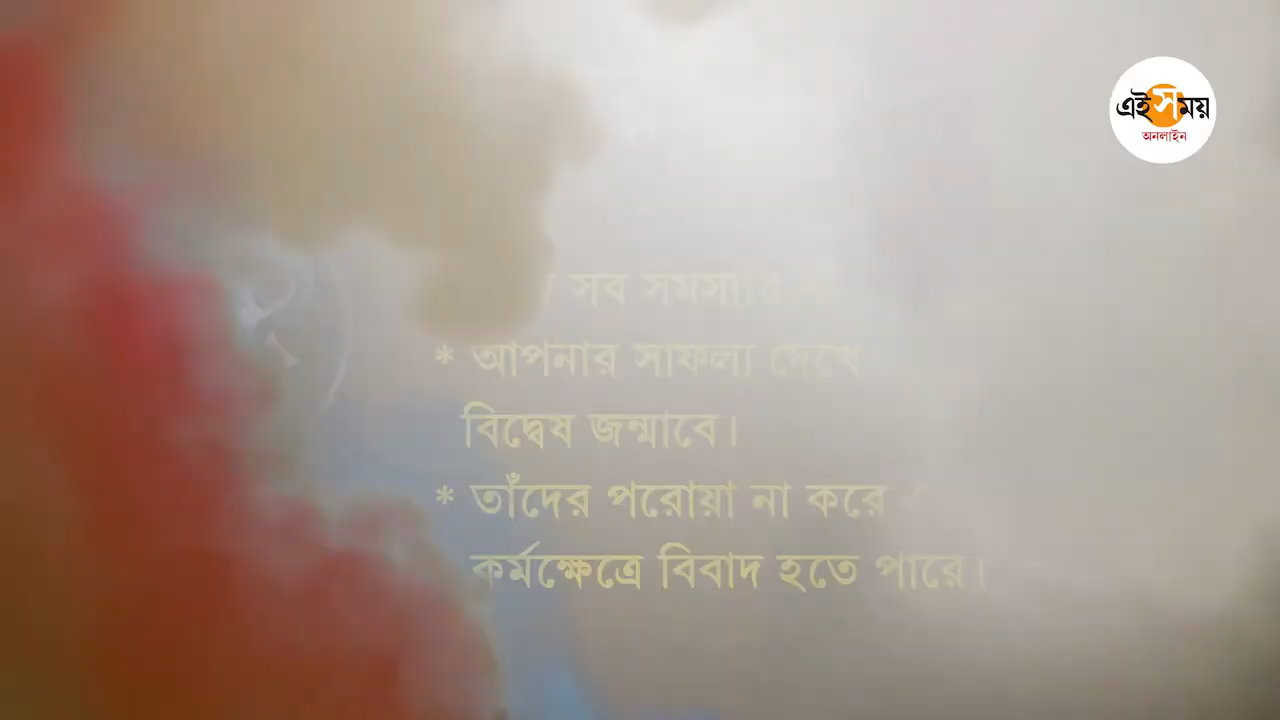 এই সময়
অনলাইন
সব সমস্যার
* আপনার সাফল্য দেখে
বিদ্বেষ জন্মাবে।
* তাঁদের পরোয়া না করে
কর্মক্ষেত্রে বিবাদ হতে পারে।